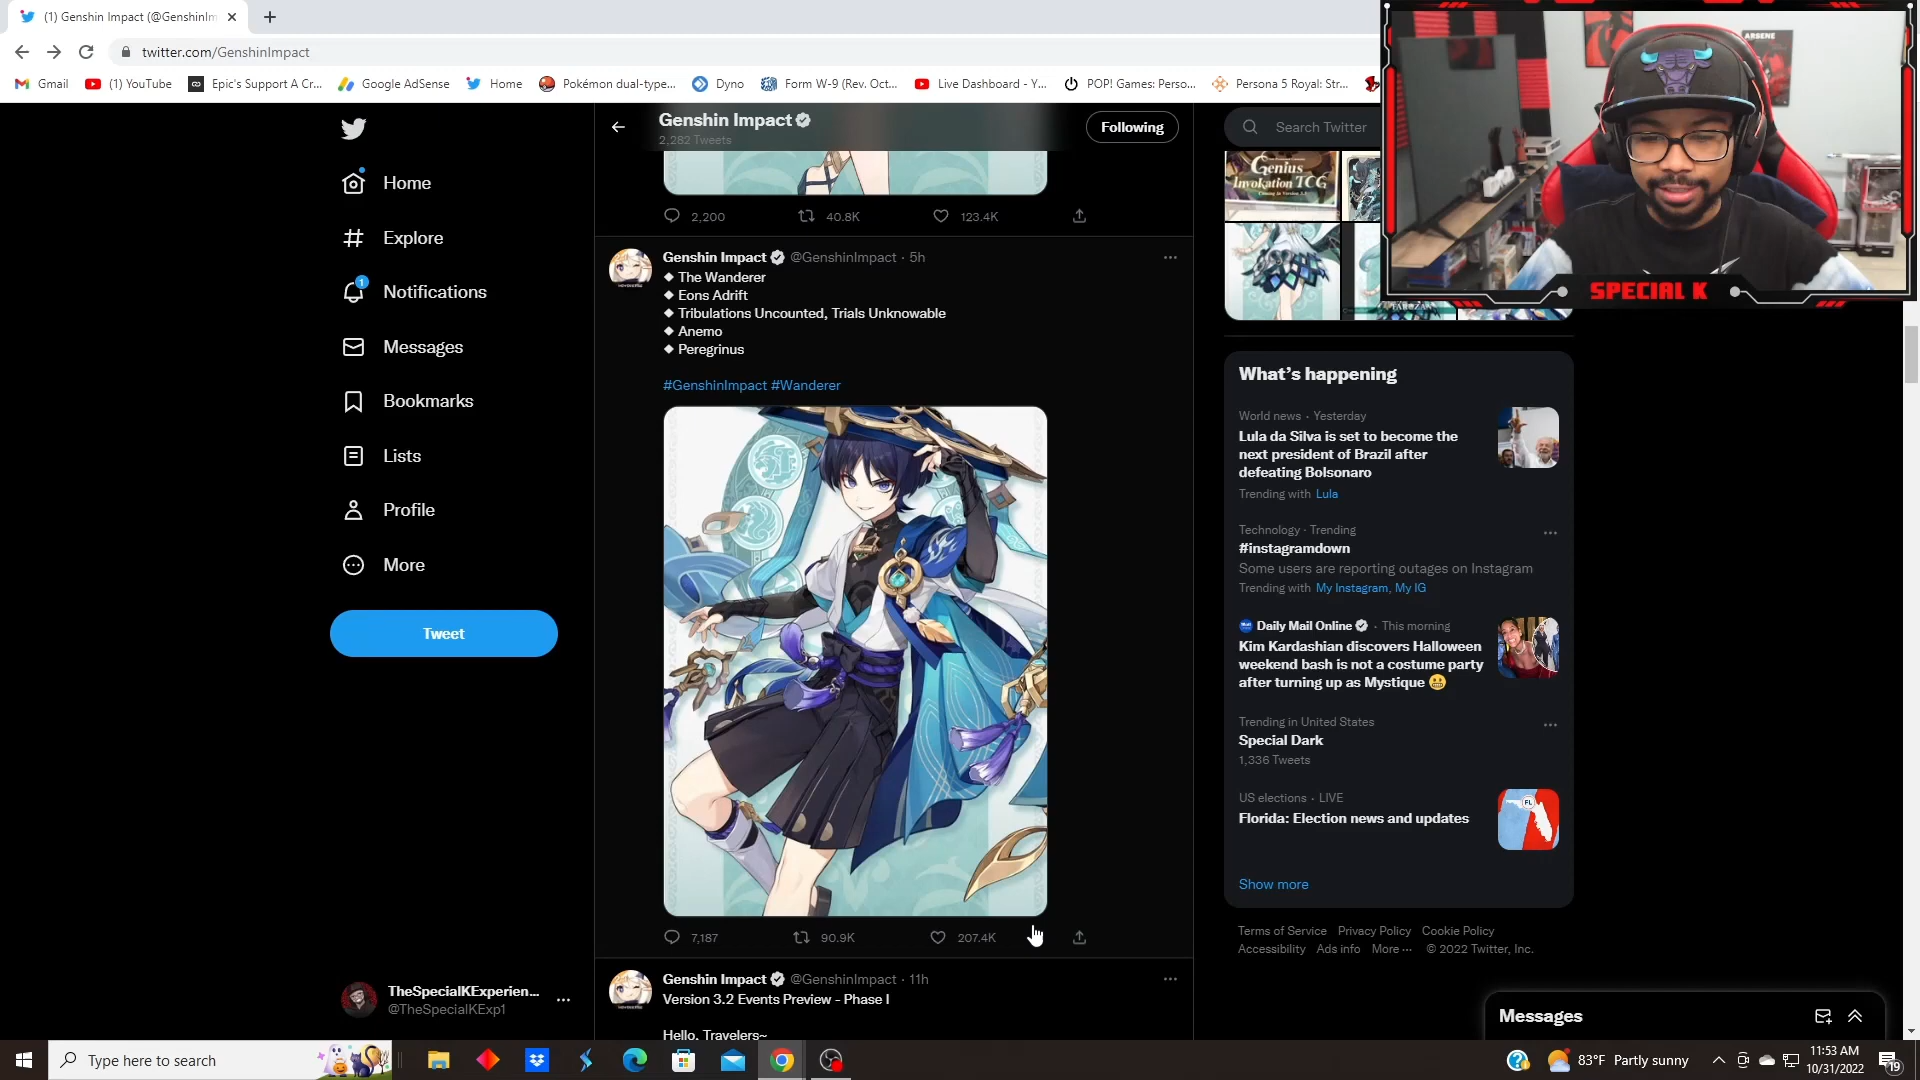 (1) Genshin Impact (@GenshinIm
twitter.com/GenshinImpact
Gmail
(1) YouTube
Epic's Support A Cr...
Google AdSense
Home
Pokémon dual-type...
Dyno
Form W-9 (Rev. Oct...
Live Dashboard - Y...
POP! Games: Perso...
Persona 5 Royal: Str...
ARSENE
SPECIAL K
Home
Explore
1
Notifications
Messages
Bookmarks
Lists
Profile
More
Tweet
TheSpecialKExperien...
@TheSpecialKExp1
Genshin Impact
2,282 Tweets
Following
2,200
40.8K
123.4K
Genshin Impact @GenshinImpact · 5h
◆ The Wanderer
◆ Eons Adrift
◆ Tribulations Uncounted, Trials Unknowable
◆ Anemo
◆ Peregrinus
#GenshinImpact #Wanderer
7,187
90.9K
207.4K
Genshin Impact @GenshinImpact · 11h
Version 3.2 Events Preview - Phase I
Hello, Travelers~
Search Twitter
Genius
Invokation TCG
What's happening
World news · Yesterday
Lula da Silva is set to become the
next president of Brazil after
defeating Bolsonaro
Trending with Lula
Technology · Trending
#instagramdown
Some users are reporting outages on Instagram
Trending with My Instagram, My IG
Daily Mail Online · This morning
Kim Kardashian discovers Halloween
weekend bash is not a costume party
after turning up as Mystique 😬
Trending in United States
Special Dark
1,336 Tweets
US elections · LIVE
Florida: Election news and updates
FL
Show more
Terms of Service Privacy Policy Cookie Policy
Accessibility Ads info More ··· © 2022 Twitter, Inc.
Messages
Type here to search
83°F Partly sunny
11:53 AM
10/31/2022
19